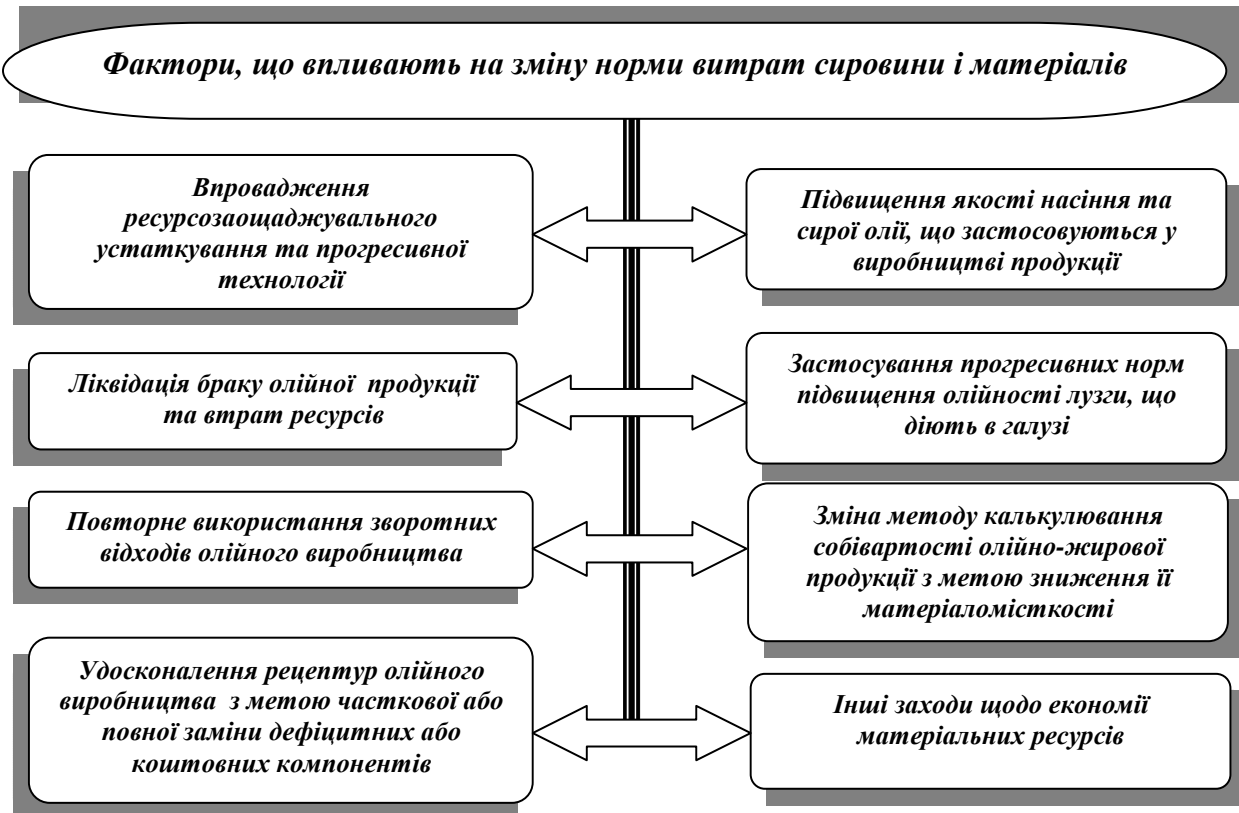 Фактори, що впливають на зміну норми витрат сировини і матеріалів
Впровадження
ресурсозаощаджувального
устаткування та прогресивної
технології
Підвищення якості насіння та
сирої олії, що застосовуються у
виробництві продукції
Ліквідація браку олійної продукції
та втрат ресурсів
Застосування прогресивних норм
підвищення олійності лузги, що
діють в галузі
Повторне використання зворотних
відходів олійного виробництва
Зміна методу калькулювання
собівартості олійно-жирової
продукції з метою зниження її
матеріаломісткості
Удосконалення рецептур олійного
виробництва з метою часткової або
повної заміни дефіцитних або
коштовних компонентів
Інші заходи щодо економії
матеріальних ресурсів